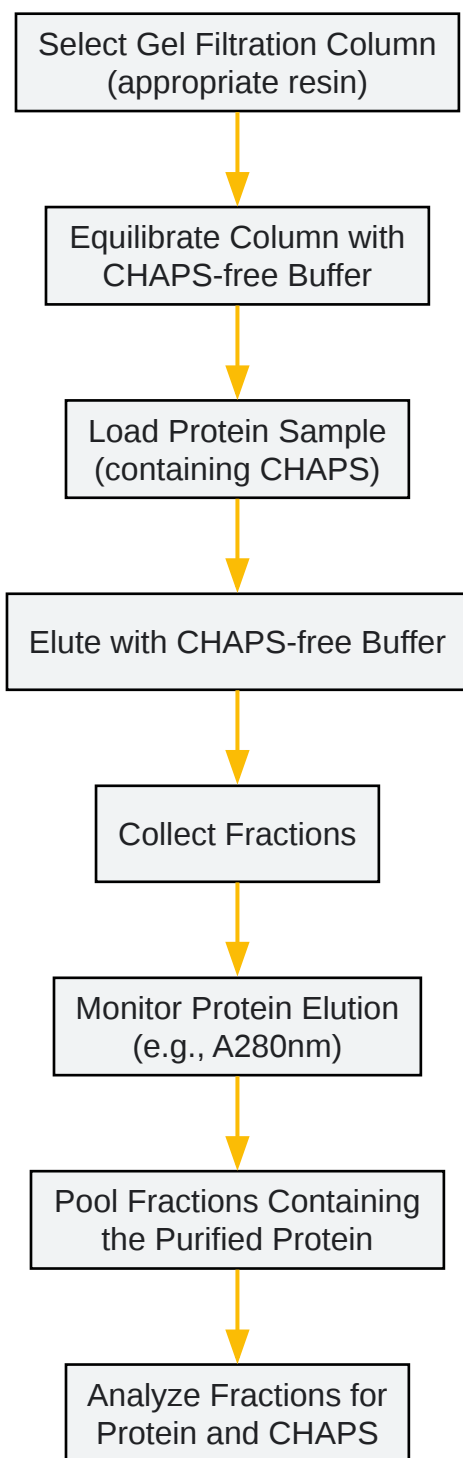 Select Gel Filtration Column
(appropriate resin)
Equilibrate Column with
CHAPS-free Buffer
Load Protein Sample
(containing CHAPS)
Elute with CHAPS-free Buffer
Collect Fractions
Monitor Protein Elution
(e.g., A280nm)
Pool Fractions Containing
the Purified Protein
Analyze Fractions for
Protein and CHAPS